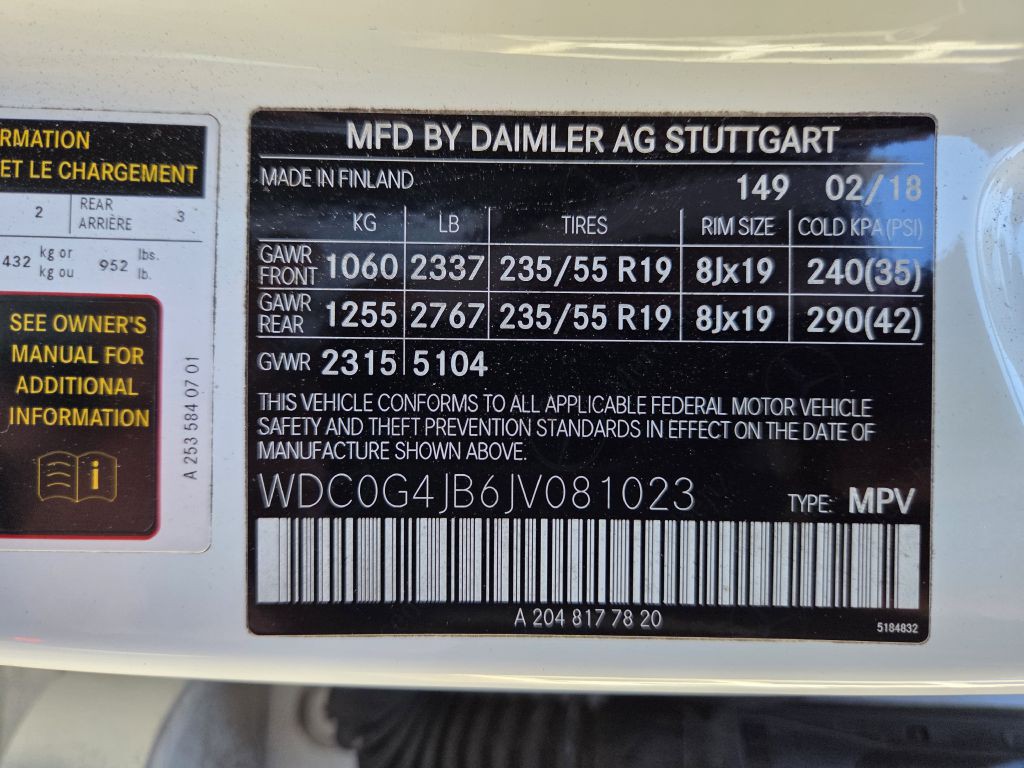 RMATION
ET LE CHARGEMENT
2 REAR ARRIÈRE 3
432 kg or kg ou 952 lbs. lb.
SEE OWNER'S
MANUAL FOR
ADDITIONAL
INFORMATION
i
A 253 584 07 01
MFD BY DAIMLER AG STUTTGART
MADE IN FINLAND 149 02/18
KG LB TIRES RIM SIZE COLD KPA(PSI)
GAWR FRONT 1060 2337 235/55 R19 8Jx19 240(35)
GAWR REAR 1255 2767 235/55 R19 8Jx19 290(42)
GVWR 2315 5104
THIS VEHICLE CONFORMS TO ALL APPLICABLE FEDERAL MOTOR VEHICLE
SAFETY AND THEFT PREVENTION STANDARDS IN EFFECT ON THE DATE OF
MANUFACTURE SHOWN ABOVE.
WDC0G4JB6JV081023 TYPE: MPV
A 204 817 78 20
5184832